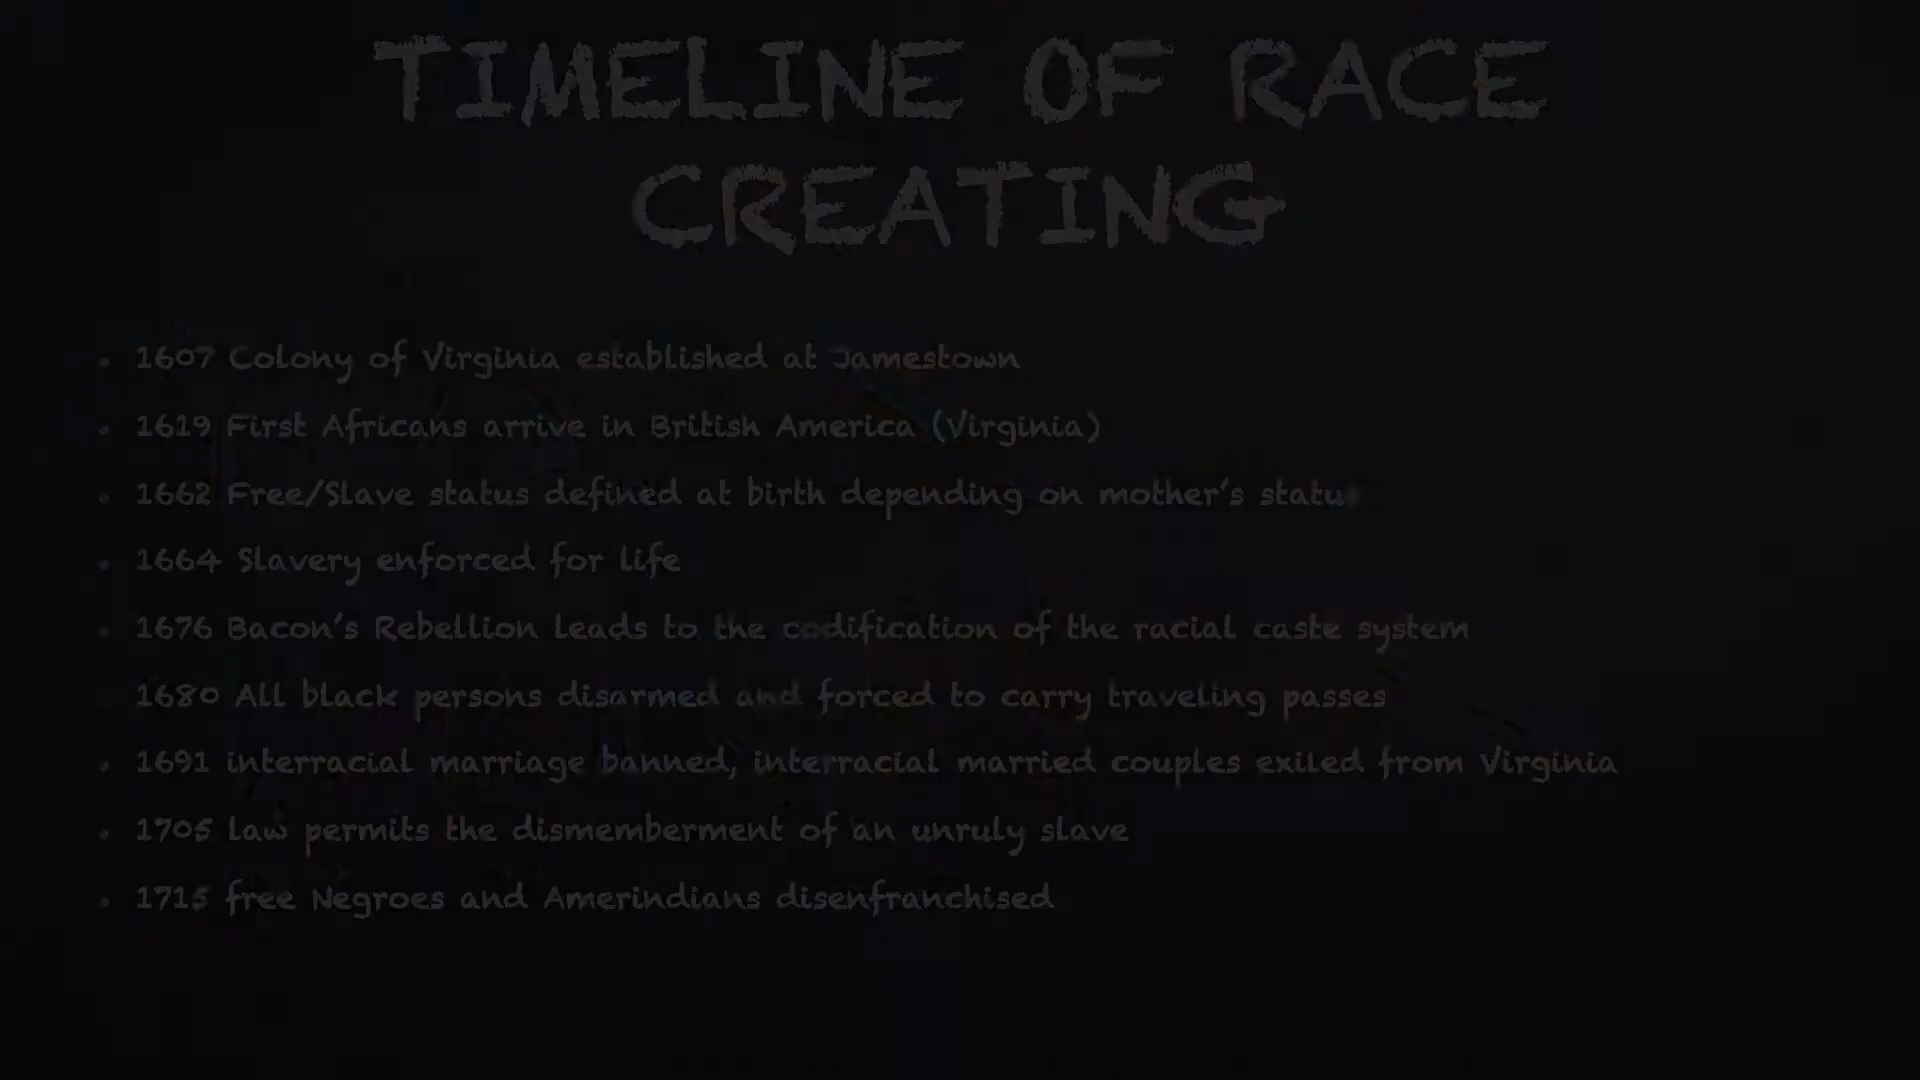 TIMELINE OF RACE
CREATING
• 1607 Colony of Virginia established at Jamestown
• 1619 First Africans arrive in British America (Virginia)
• 1662 Free/Slave status defined at birth depending on mother's status
• 1664 Slavery enforced for life
• 1676 Bacon's Rebellion leads to the codification of the racial caste system
• 1680 All black persons disarmed and forced to carry traveling passes
• 1691 interracial marriage banned, interracial married couples exiled from Virginia
• 1705 law permits the dismemberment of an unruly slave
• 1715 free Negroes and Amerindians disenfranchised